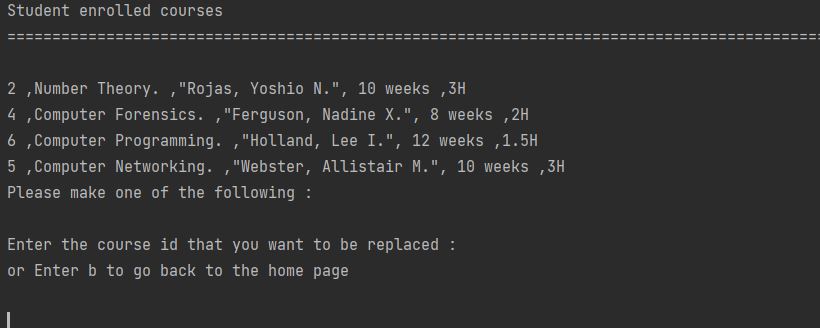 Student enrolled courses
==========================================================================================
2 ,Number Theory. ,"Rojas, Yoshio N.", 10 weeks ,3H
4 ,Computer Forensics. ,"Ferguson, Nadine X.", 8 weeks ,2H
6 ,Computer Programming. ,"Holland, Lee I.", 12 weeks ,1.5H
5 ,Computer Networking. ,"Webster, Allistair M.", 10 weeks ,3H
Please make one of the following :
Enter the course id that you want to be replaced :
or Enter b to go back to the home page